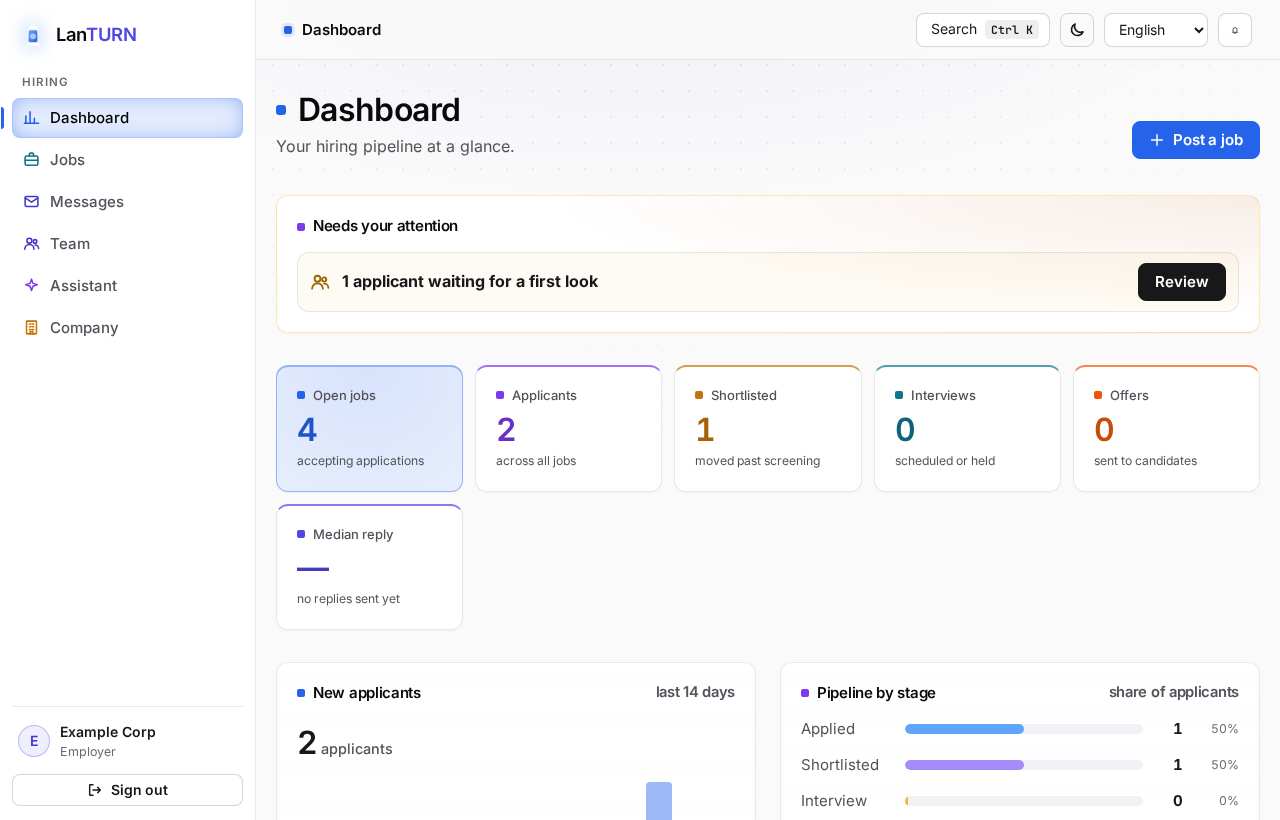 LanTURN
HIRING
Dashboard
Jobs
Messages
Team
Assistant
Company
E
Example Corp
Employer
Sign out
Dashboard
Search Ctrl K
English
Dashboard
Your hiring pipeline at a glance.
Post a job
Needs your attention
1 applicant waiting for a first look
Review
Open jobs
4
accepting applications
Applicants
2
across all jobs
Shortlisted
1
moved past screening
Interviews
0
scheduled or held
Offers
0
sent to candidates
Median reply
—
no replies sent yet
New applicants
last 14 days
2 applicants
Pipeline by stage
share of applicants
Applied 1 50%
Shortlisted 1 50%
Interview 0 0%